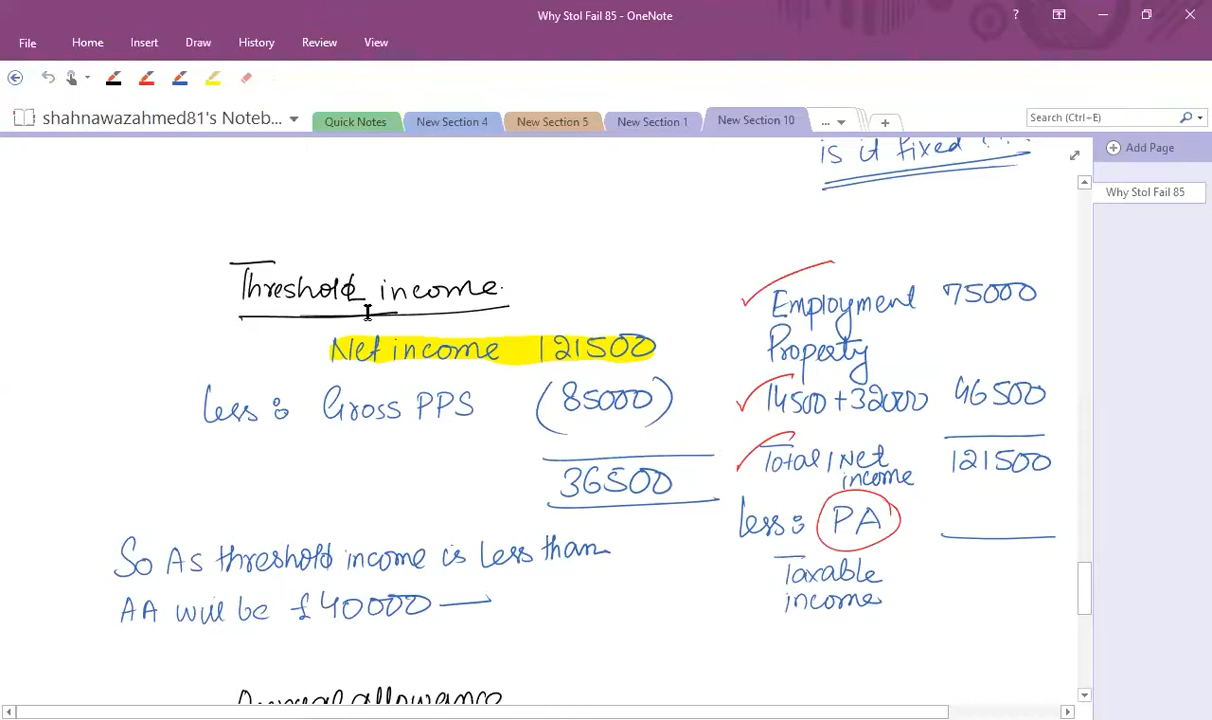 Why Stol Fail 85 - OneNote
?
File Home Insert Draw History Review View
shahnawazahmed81's Noteb...
Quick Notes
New Section 4
New Section 5
New Section 1
New Section 10
...
Search (Ctrl+E)
Add Page
Why Stol Fail 85
is it fixed ???
Threshold income.
Net income 121500
less: Gross PPS (85000)
36500
So As threshold income is less than
AA will be £40000 —
Employment 75000
Property
14500+32000 46500
Total/Net income 121500
less: PA
Taxable
income
Annual allowance